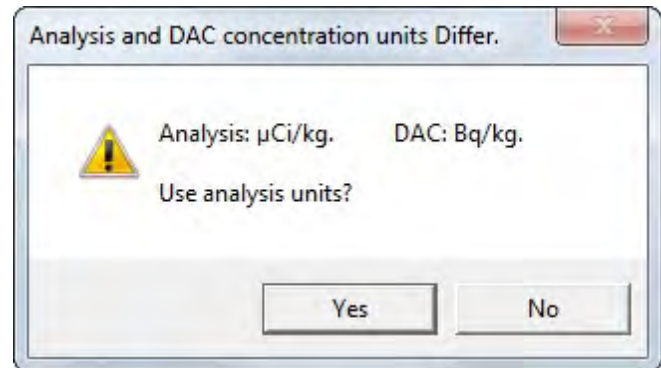 Analysis and DAC concentration units Differ.
Analysis: µCi/kg. DAC: Bq/kg.
Use analysis units?
Yes No